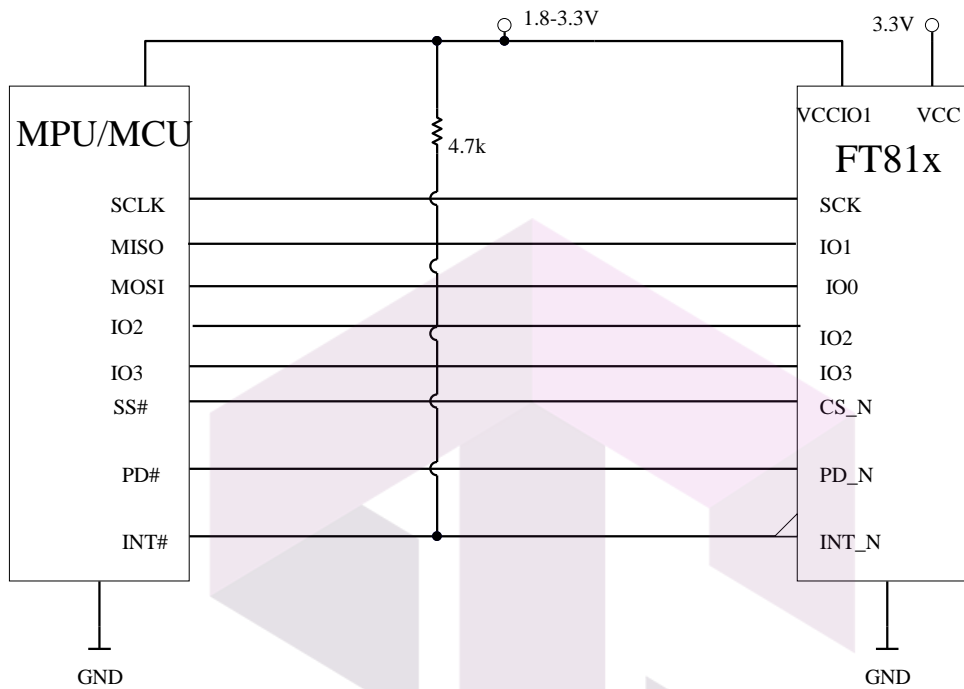 1.8-3.3V
3.3V
MPU/MCU
VCCIO1 VCC
4.7k
FT81x
SCLK SCK
MISO IO1
MOSI IO0
IO2 IO2
IO3 IO3
SS# CS_N
PD# PD_N
INT# INT_N
GND GND